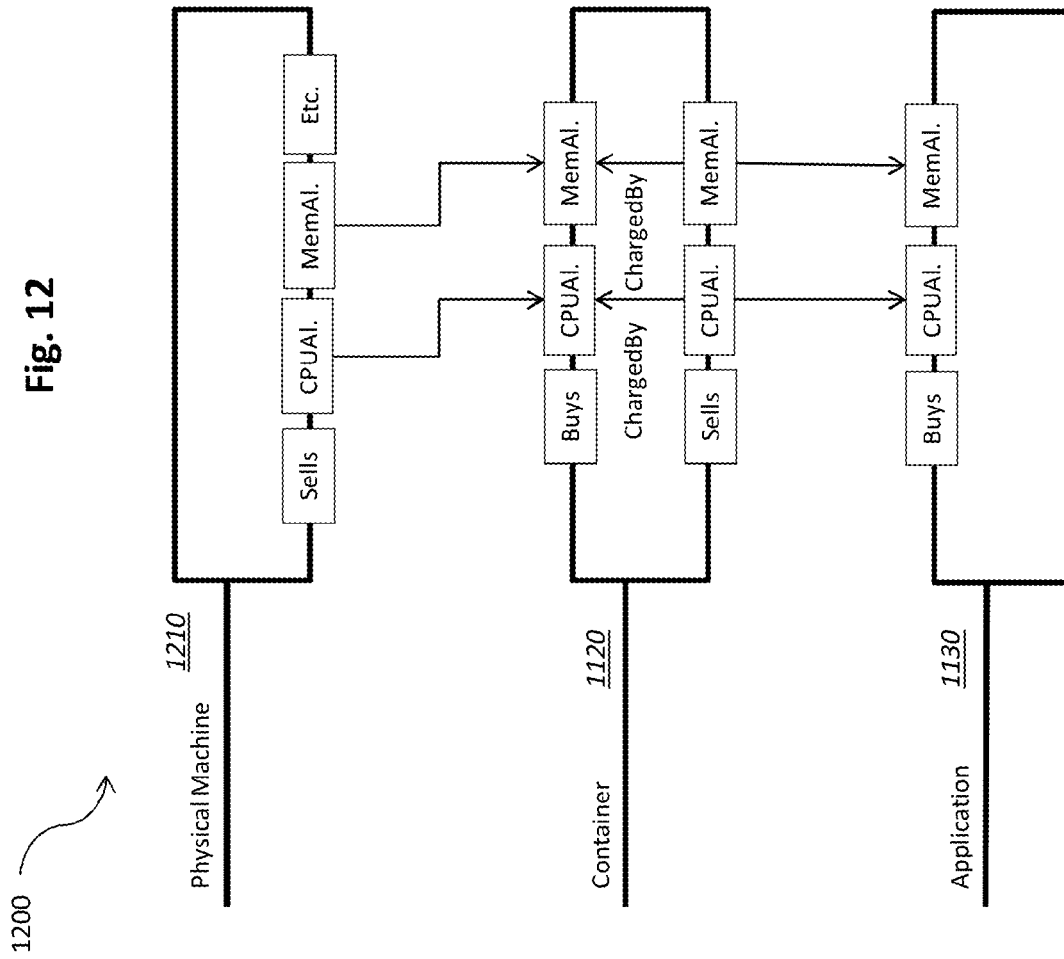 Fig. 12
1200
Physical Machine
1210
Sells
CPUAl.
MemAl.
Etc.
Container
1120
Buys
CPUAl.
MemAl.
ChargedBy
ChargedBy
Sells
CPUAl.
MemAl.
Application
1130
Buys
CPUAl.
MemAl.